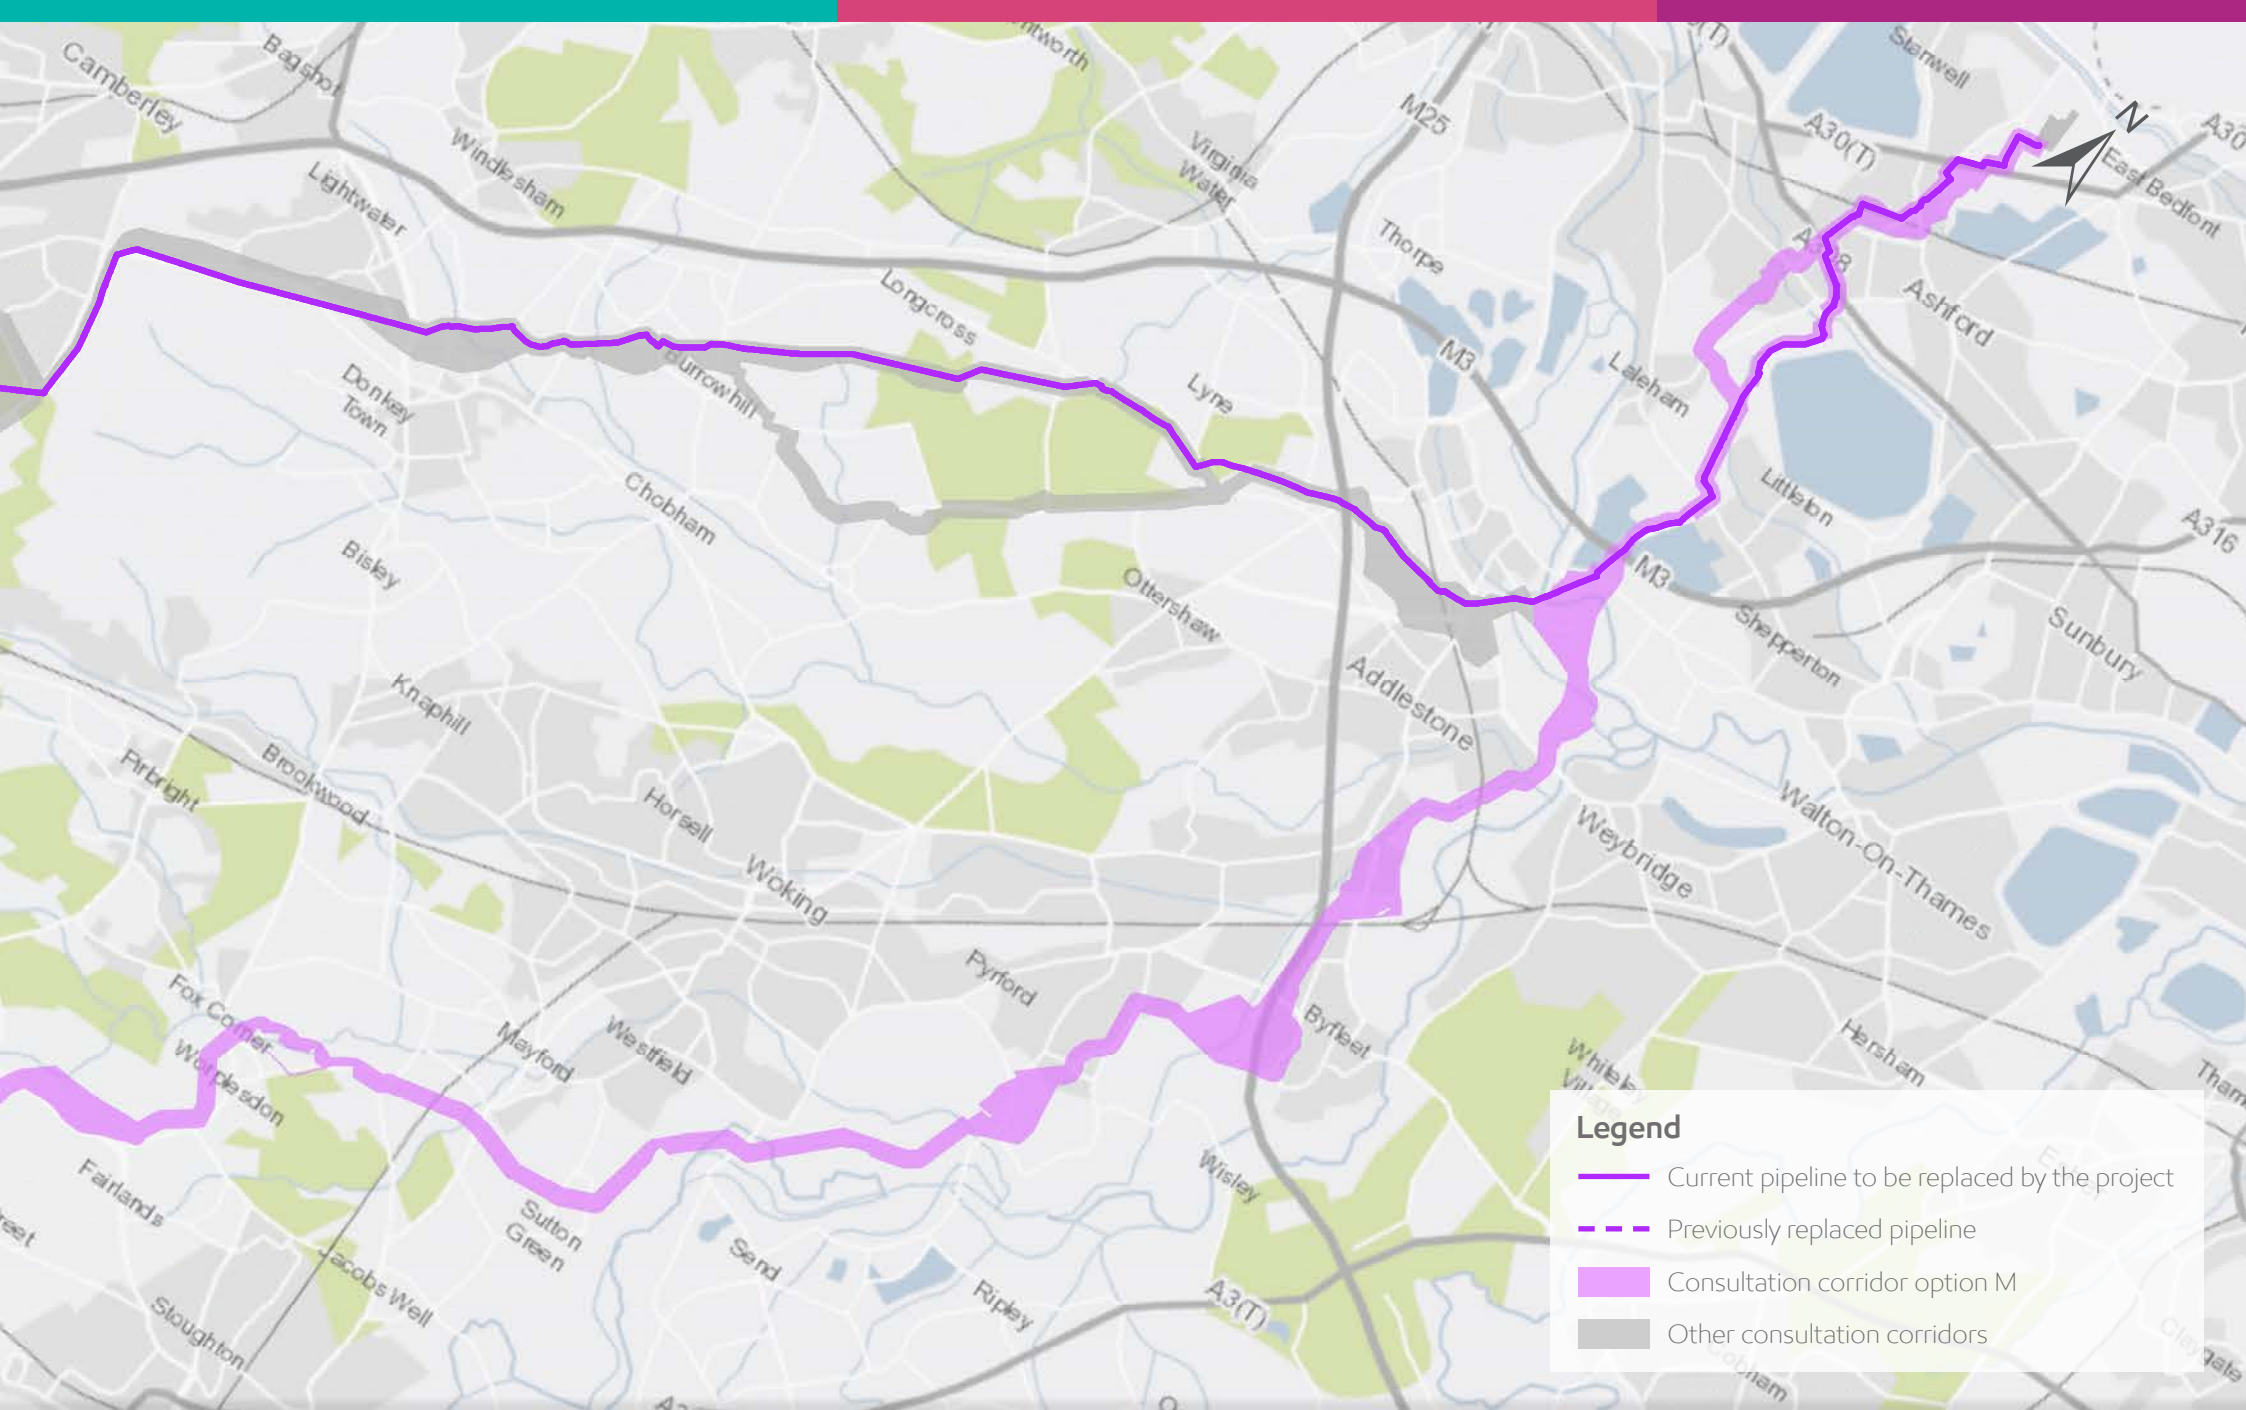 Camberley
Bagshot
Lightwater
Windlesham
Virginia
Water
M25
Thorpe
A30(T)
Stanwell
N
A30
East Bedfont
Ashford
Longcross
M3
Laleham
Donkey
Town
Burrowhill
Lyne
Littleton
A316
Chobham
Bisley
Ottershaw
M3
Shepperton
Sunbury
Addlestone
Knaphill
Pirbright
Brookwood
Horsell
Woking
Weybridge
Walton-On-Thames
Pyrford
Fox Corner
Worplesdon
Mayford
Westfield
Byfleet
Whiteley
Village
Hersham
Fairlands
Sutton
Green
Send
Wisley
Ripley
A3(T)
Jacobs Well
Stoughton
Legend
Current pipeline to be replaced by the project
Previously replaced pipeline
Consultation corridor option M
Other consultation corridors
Cobham
Claygate